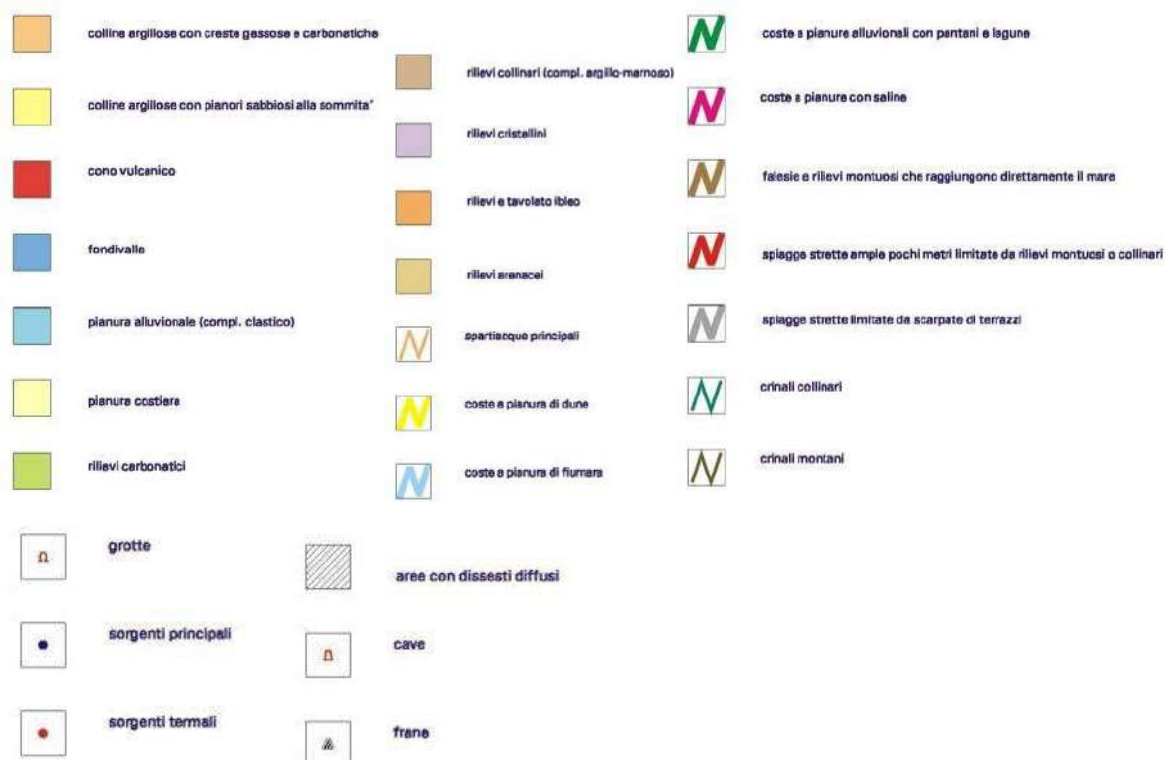 colline argillose con creste gessose e carbonatiche
colline argillose con pianori sabbiosi alla sommita'
cono vulcanico
fondivalle
pianura alluvionale (compl. clastico)
pianura costiera
rilievi carbonatici
rilievi collinari (compl. argillo-marnoso)
rilievi cristallini
rilievi e tavolato ibleo
rilievi arenacei
spartiacque principali
coste a pianura di dune
coste a pianura di fiumara
coste a pianure alluvionali con pantani e lagune
coste a pianure con saline
falesie e rilievi montuosi che raggiungono direttamente il mare
spiagge strette ampie pochi metri limitate da rilievi montuosi o collinari
spiagge strette limitate da scarpate di terrazzi
crinali collinari
crinali montani
grotte
sorgenti principali
sorgenti termali
aree con dissesti diffusi
cave
frane